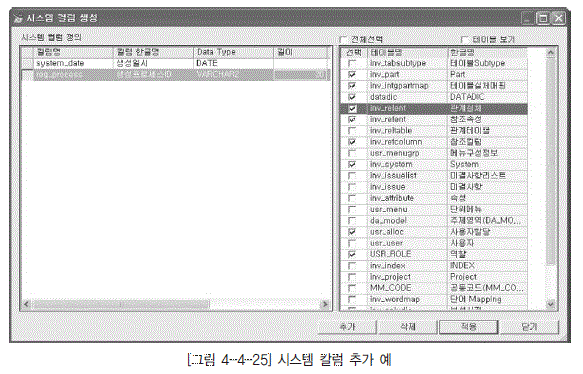 시스템 컬럼 생성
시스템 컬럼 정의
전체선택 테이블 보기
컬럼명 컬럼 한글명 Data Type 길이
system_date 생성일시 DATE
reg_process 생성프로세스ID VARCHAR2 20
선택 테이블명 한글명
inv_tabsubtype 테이블Subtype
inv_part Part
inv_intgpartmap 테이블실체매핑
datadic DATADIC
inv_relent 관계실체
inv_refent 참조속성
inv_reltable 관계테이블
inv_refcolumn 참조컬럼
usr_menugrp 메뉴구성정보
inv_system System
inv_issuelist 미결사항리스트
inv_issue 미결사항
inv_attribute 속성
usr_menu 단위메뉴
da_model 주제영역(DA_MO...
usr_alloc 사용자할당
usr_user 사용자
USR_ROLE 역할
inv_index INDEX
inv_project Project
MM_CODE 공통코드(MM_CO...
inv_wordmap 단어 Mapping
추가 삭제 적용 닫기
[그림 4-4-25] 시스템 칼럼 추가 예